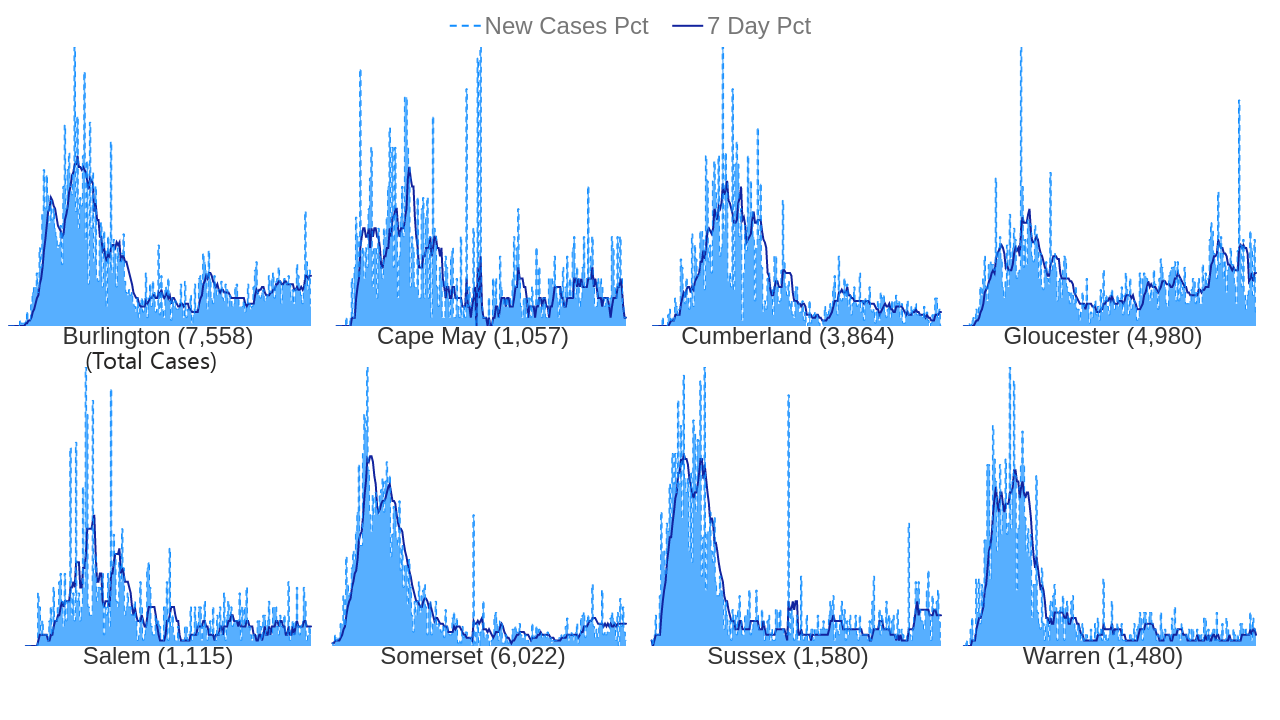 New Cases Pct 7 Day Pct
Burlington (7,558) Cape May (1,057) Cumberland (3,864) Gloucester (4,980)
(Total Cases)
Salem (1,115) Somerset (6,022) Sussex (1,580) Warren (1,480)